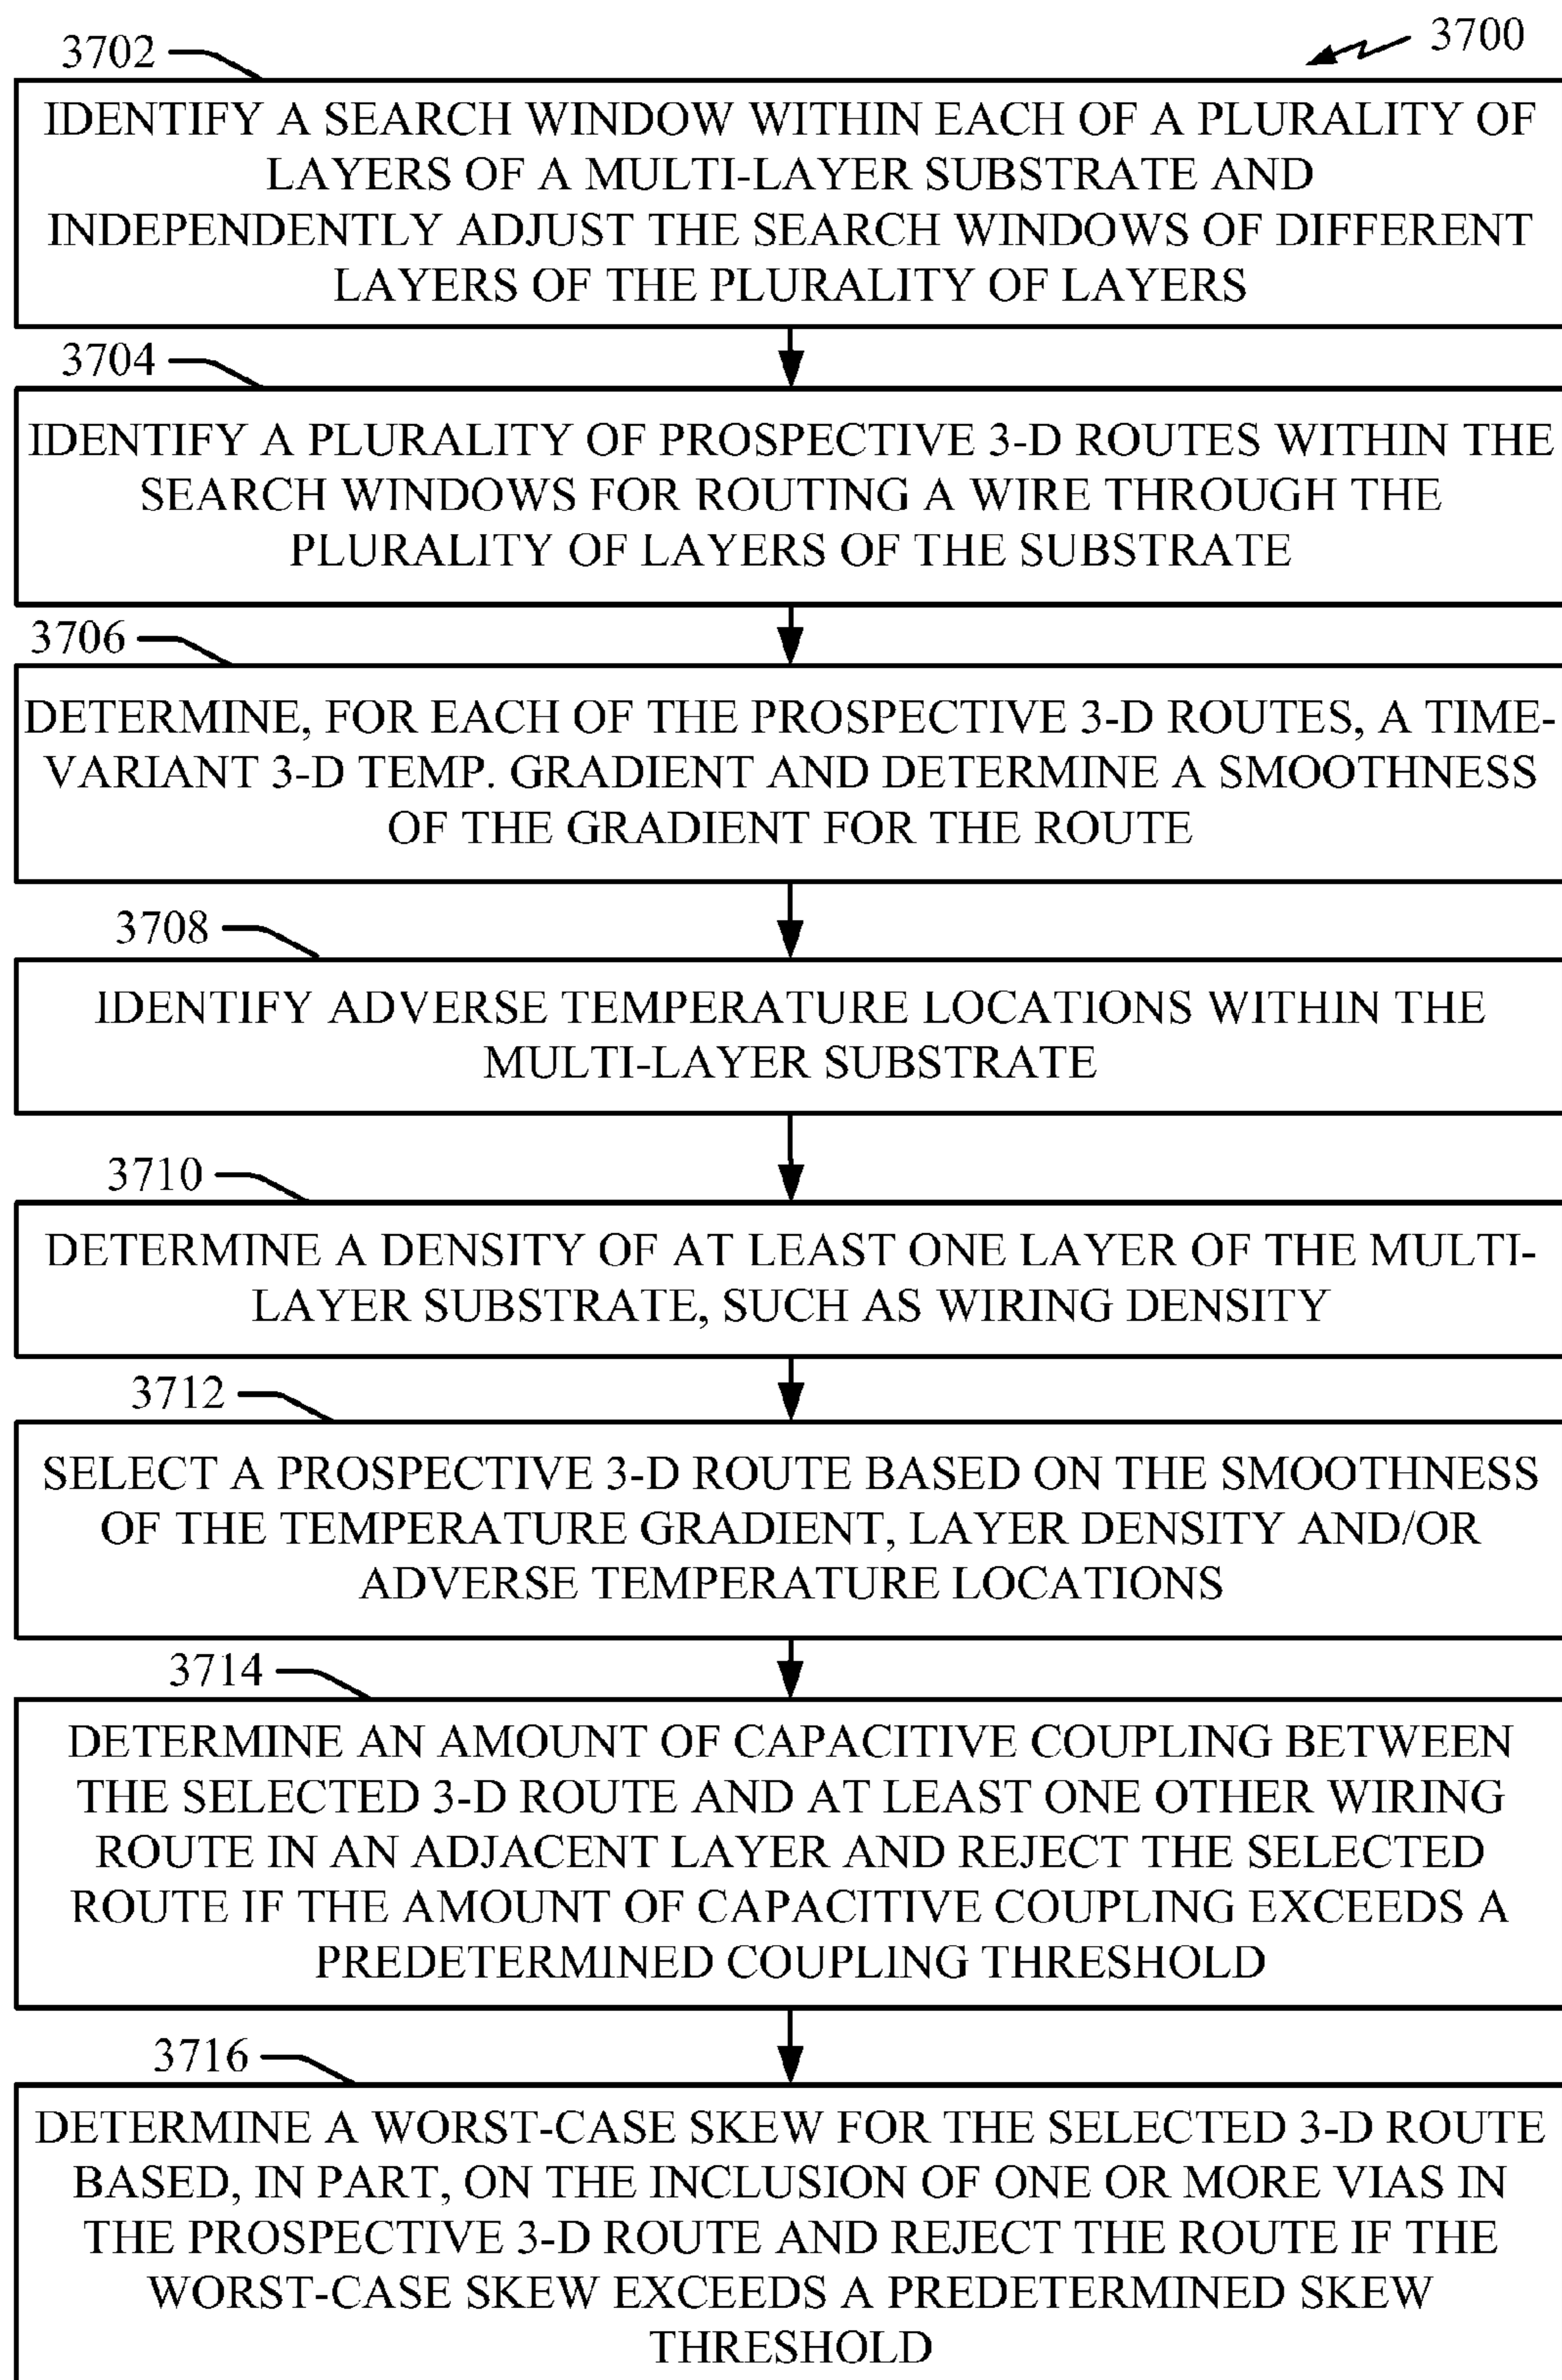 3700
3702
IDENTIFY A SEARCH WINDOW WITHIN EACH OF A PLURALITY OF
LAYERS OF A MULTI-LAYER SUBSTRATE AND
INDEPENDENTLY ADJUST THE SEARCH WINDOWS OF DIFFERENT
LAYERS OF THE PLURALITY OF LAYERS
3704
IDENTIFY A PLURALITY OF PROSPECTIVE 3-D ROUTES WITHIN THE
SEARCH WINDOWS FOR ROUTING A WIRE THROUGH THE
PLURALITY OF LAYERS OF THE SUBSTRATE
3706
DETERMINE, FOR EACH OF THE PROSPECTIVE 3-D ROUTES, A TIME-
VARIANT 3-D TEMP. GRADIENT AND DETERMINE A SMOOTHNESS
OF THE GRADIENT FOR THE ROUTE
3708
IDENTIFY ADVERSE TEMPERATURE LOCATIONS WITHIN THE
MULTI-LAYER SUBSTRATE
3710
DETERMINE A DENSITY OF AT LEAST ONE LAYER OF THE MULTI-
LAYER SUBSTRATE, SUCH AS WIRING DENSITY
3712
SELECT A PROSPECTIVE 3-D ROUTE BASED ON THE SMOOTHNESS
OF THE TEMPERATURE GRADIENT, LAYER DENSITY AND/OR
ADVERSE TEMPERATURE LOCATIONS
3714
DETERMINE AN AMOUNT OF CAPACITIVE COUPLING BETWEEN
THE SELECTED 3-D ROUTE AND AT LEAST ONE OTHER WIRING
ROUTE IN AN ADJACENT LAYER AND REJECT THE SELECTED
ROUTE IF THE AMOUNT OF CAPACITIVE COUPLING EXCEEDS A
PREDETERMINED COUPLING THRESHOLD
3716
DETERMINE A WORST-CASE SKEW FOR THE SELECTED 3-D ROUTE
BASED, IN PART, ON THE INCLUSION OF ONE OR MORE VIAS IN
THE PROSPECTIVE 3-D ROUTE AND REJECT THE ROUTE IF THE
WORST-CASE SKEW EXCEEDS A PREDETERMINED SKEW
THRESHOLD